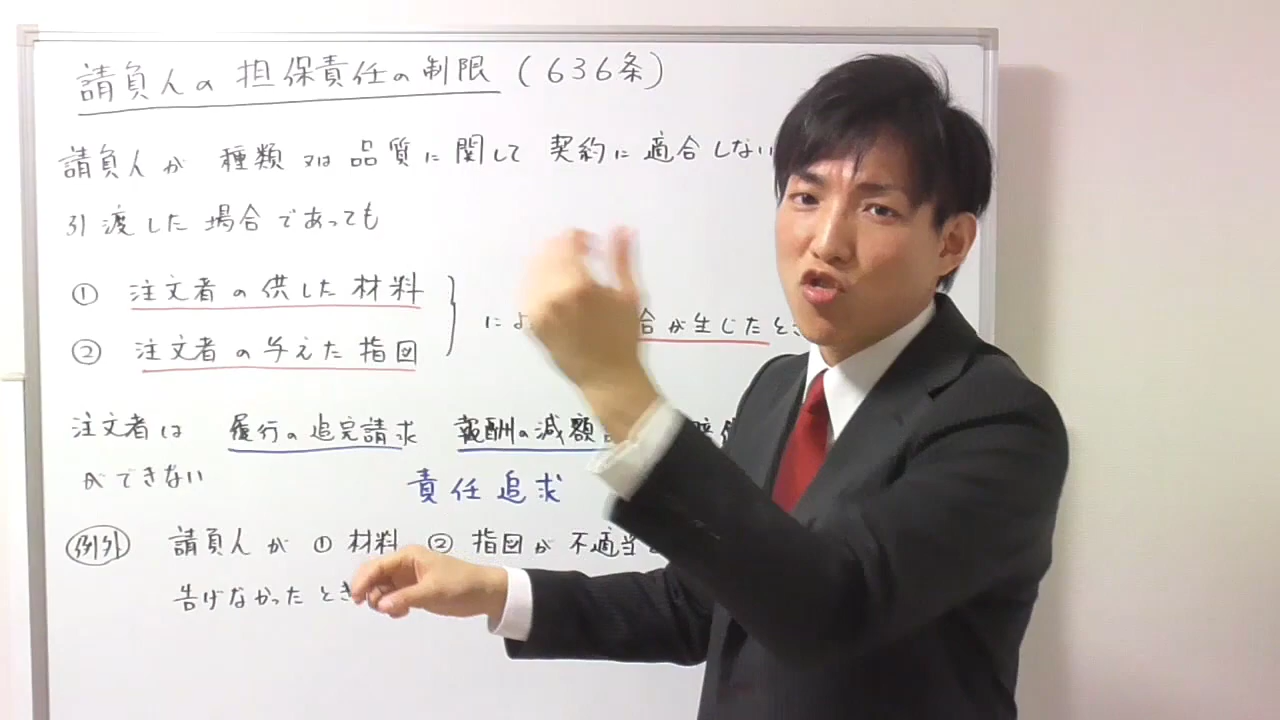 請負人の担保責任の制限 (636条)
請負人が 種類又は品質に関して 契約に適合しない
引渡した場合であっても
① 注文者の供した材料
によ 合が生じたとき
② 注文者の与えた指図
注文者は 履行の追完請求 報酬の減額 賠
ができない
責任追求
例外 請負人が ① 材料 ② 指図が 不適当
告げなかったとき